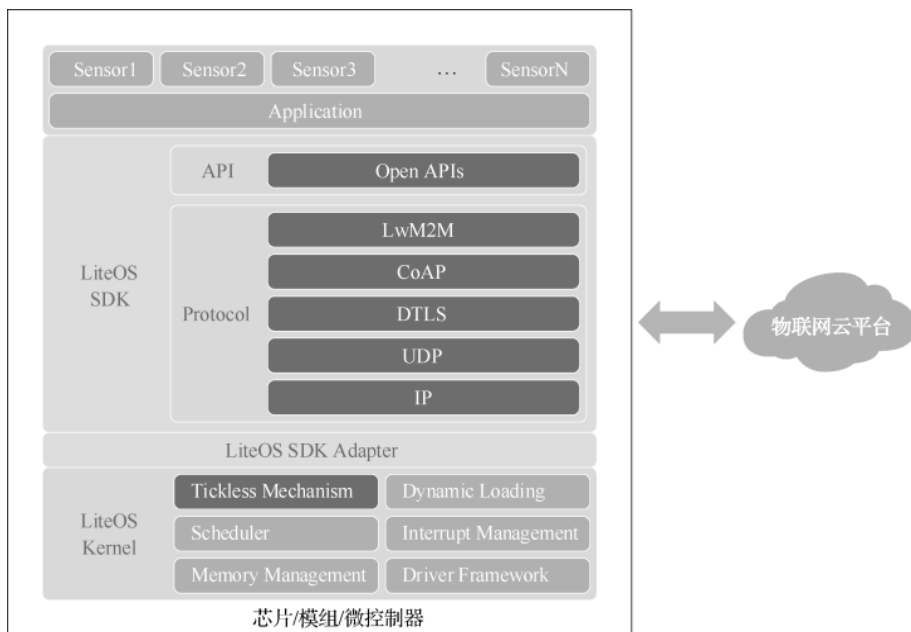 Sensor1 Sensor2 Sensor3 … SensorN
Application
API Open APIs
LiteOS
SDK
Protocol
LwM2M
CoAP
DTLS
UDP
IP
物联网云平台
LiteOS SDK Adapter
LiteOS
Kernel
Tickless Mechanism Dynamic Loading
Scheduler Interrupt Management
Memory Management Driver Framework
芯片/模组/微控制器